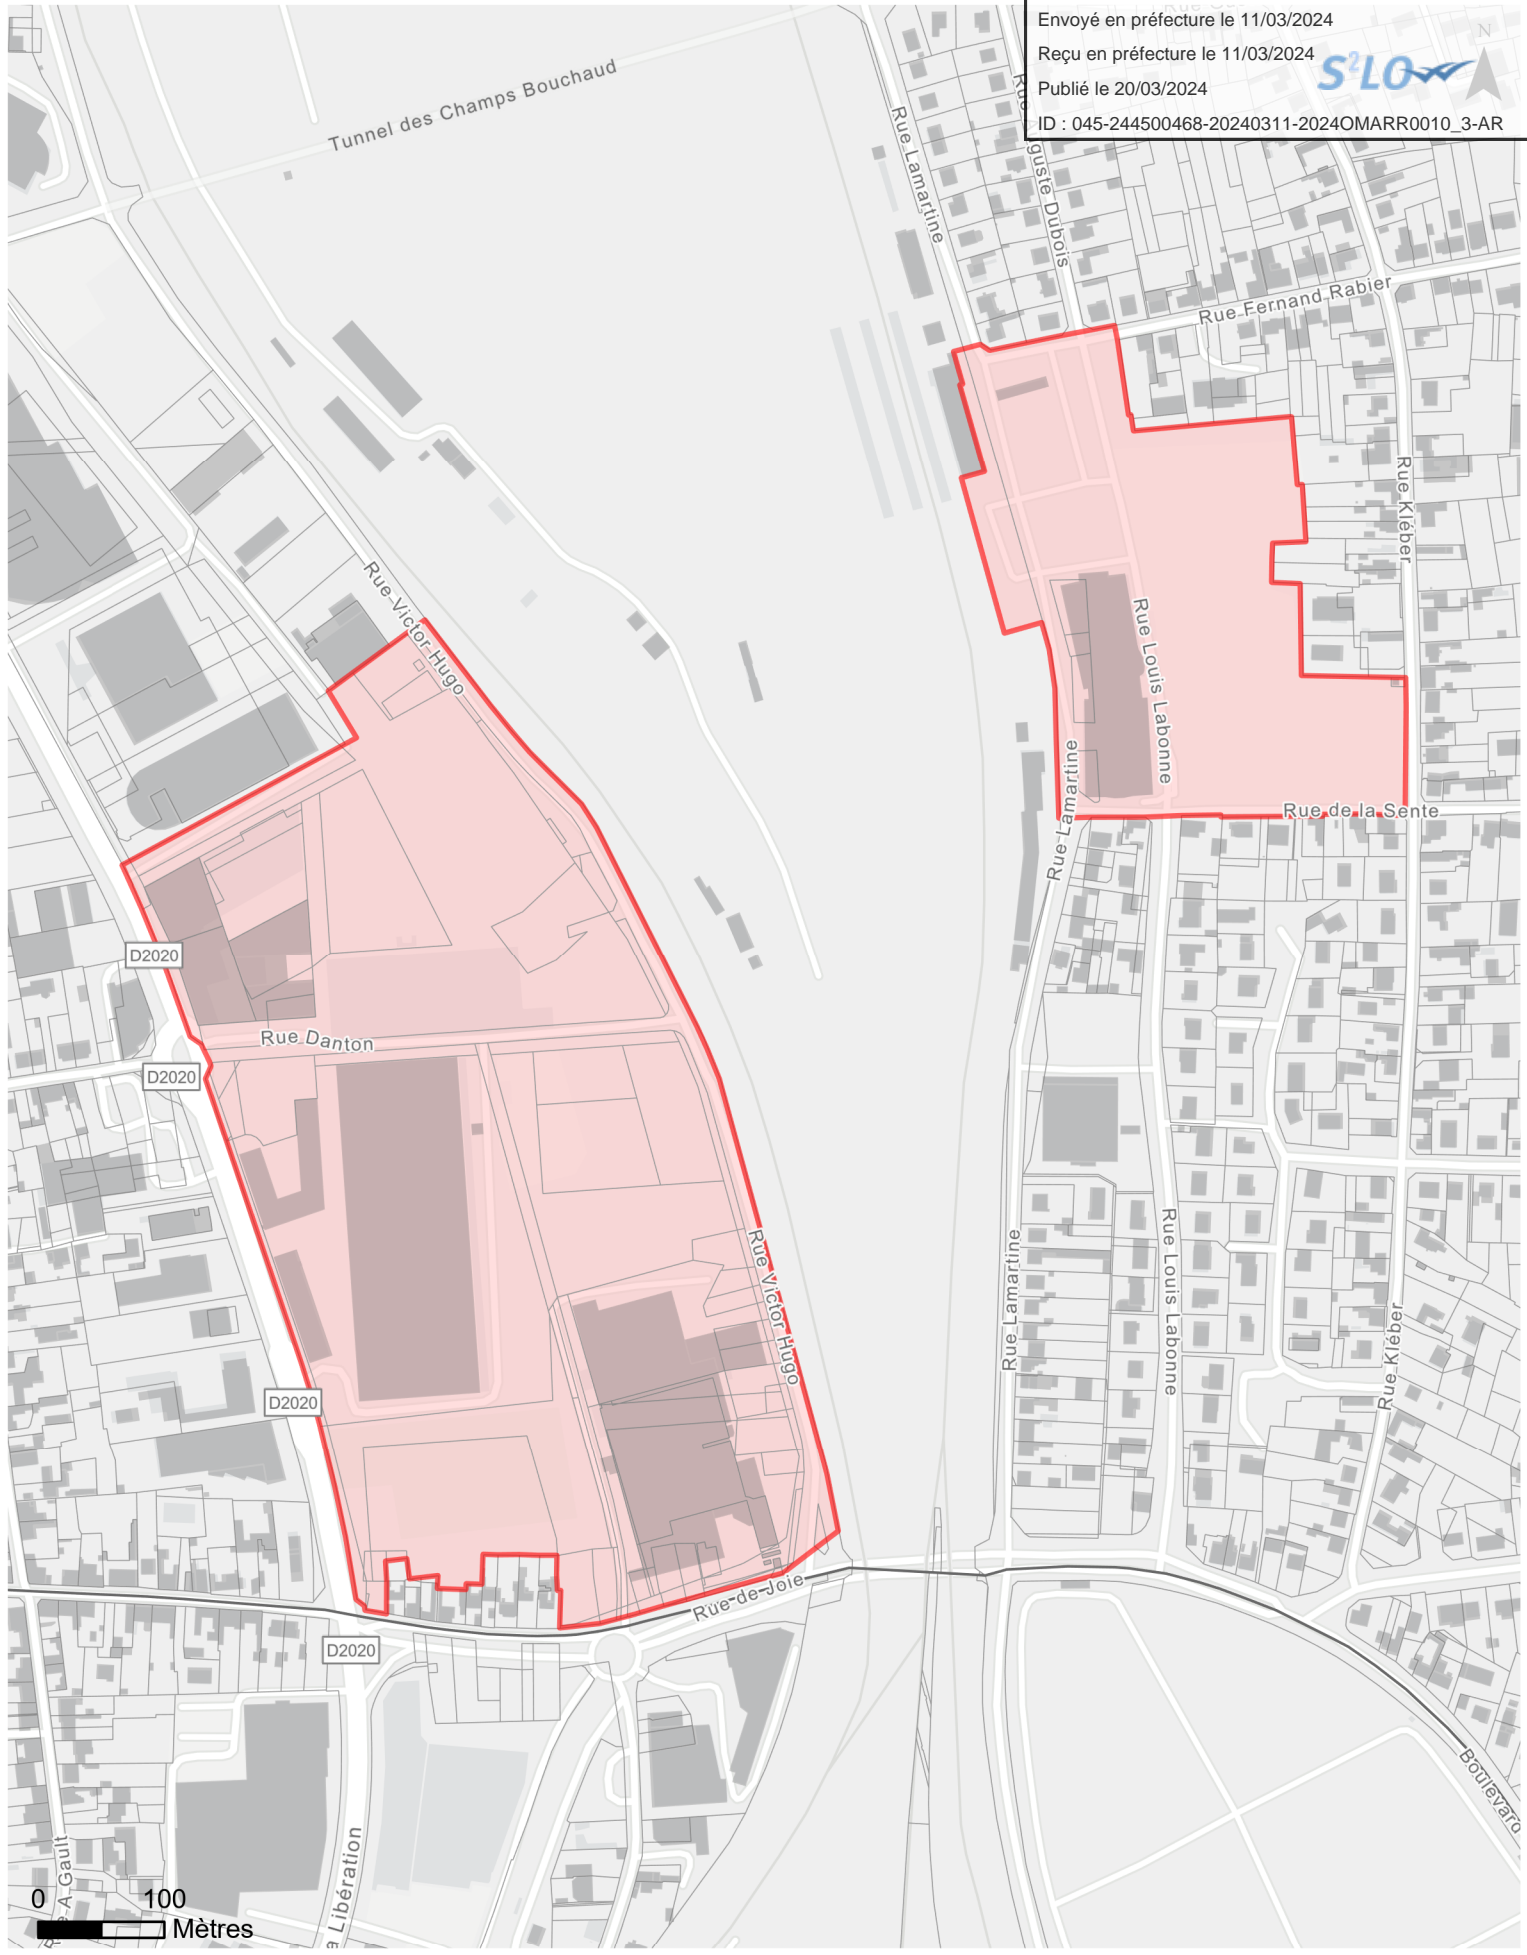 Envoyé en préfecture le 11/03/2024
Reçu en préfecture le 11/03/2024
Publié le 20/03/2024
ID : 045-244500468-20240311-2024OMARR0010_3-AR
S²LO
N
Tunnel des Champs Bouchaud
Rue Lamartine
guste Dubois
Rue Fernand Rabier
Rue Kléber
Rue Victor Hugo
Rue Louis Labonne
Rue Lamartine
Rue de la Sente
D2020
Rue Danton
D2020
Rue Victor Hugo
Rue Lamartine
Rue Louis Labonne
Rue Kléber
D2020
Rue de Joie
D2020
Boulevard
A Gault
a Libération
0 100
Mètres